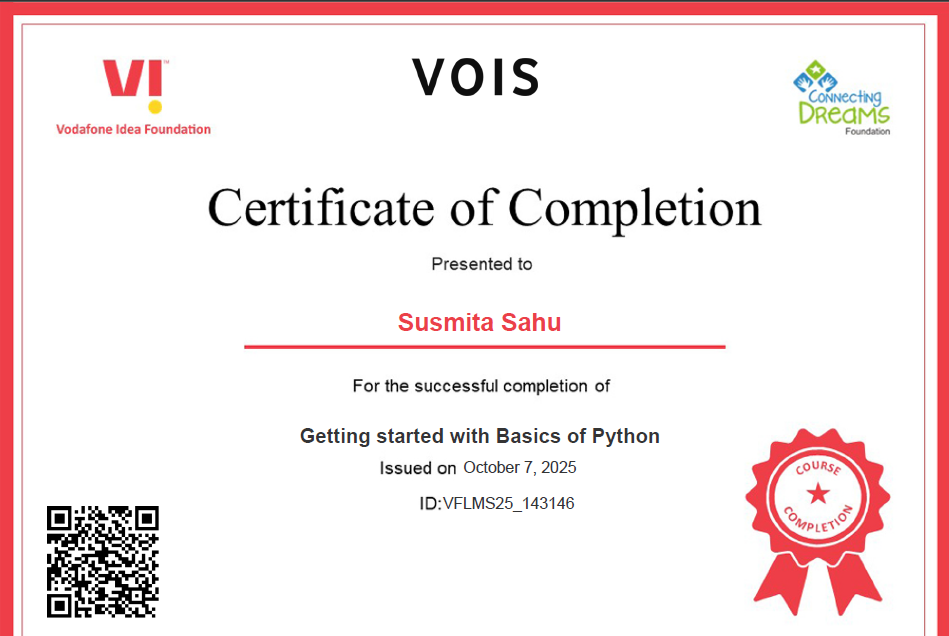 VI™
Vodafone Idea Foundation
VOIS
Connecting
Dreams
Foundation
Certificate of Completion
Presented to
Susmita Sahu
For the successful completion of
Getting started with Basics of Python
Issued on October 7, 2025
ID:VFLMS25_143146
COURSE
COMPLETION